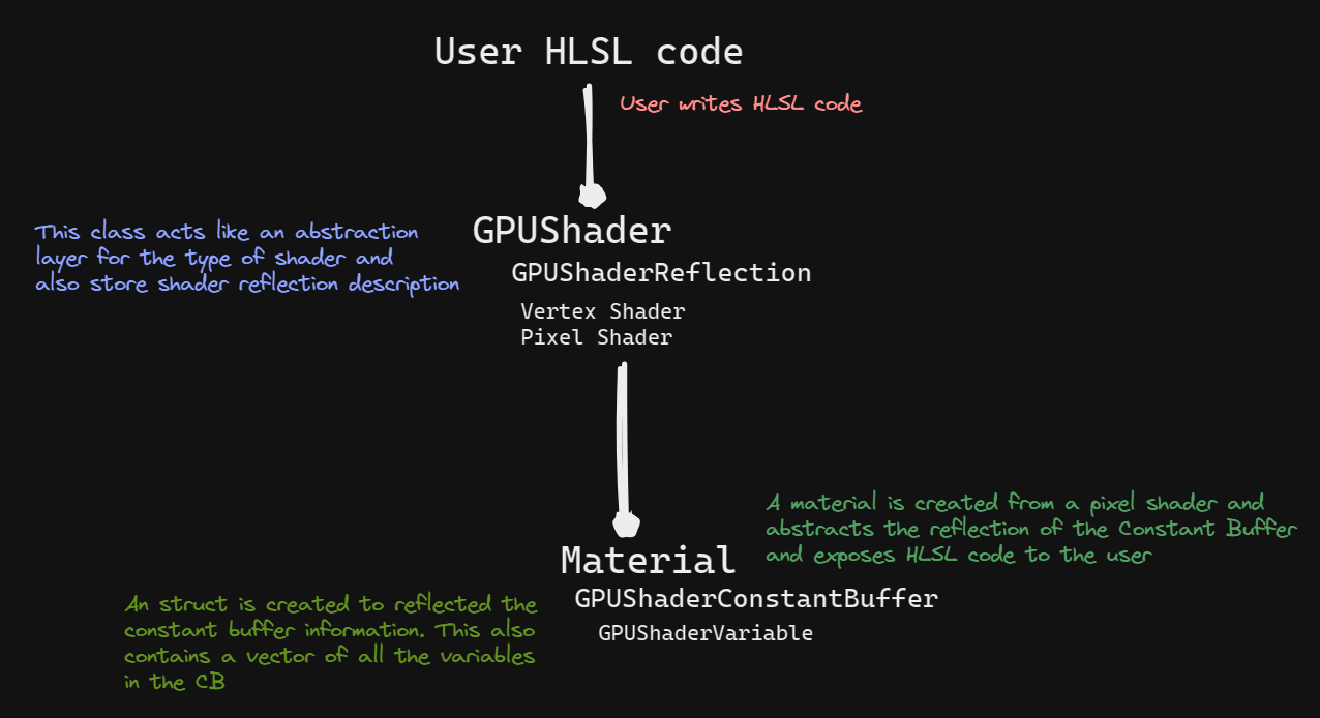 User HLSL code
User writes HLSL code
This class acts like an abstraction
layer for the type of shader and
also store shader reflection description
GPUShader
GPUShaderReflection
Vertex Shader
Pixel Shader
A material is created from a pixel shader and
abstracts the reflection of the Constant Buffer
and exposes HLSL code to the user
Material
GPUShaderConstantBuffer
GPUShaderVariable
An struct is created to reflected the
constant buffer information. This also
contains a vector of all the variables
in the CB